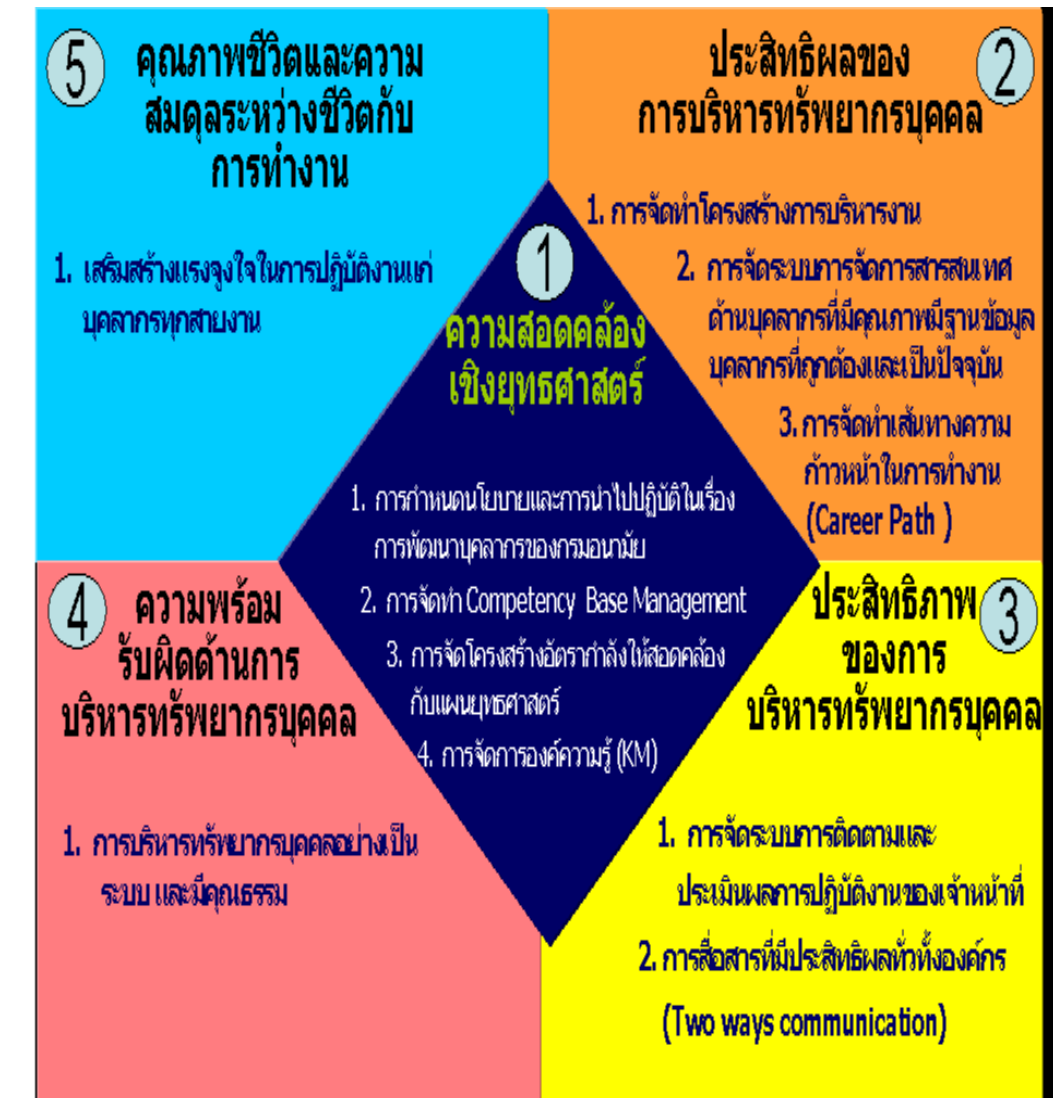 5
คุณภาพชีวิตและความ
สมดุลระหว่างชีวิตกับ
การทำงาน
1. เสริมสร้างแรงจูงใจในการปฏิบัติงานแก่
บุคลากรทุกสายงาน
2
ประสิทธิผลของ
การบริหารทรัพยากรบุคคล
1. การจัดทำโครงสร้างการบริหารงาน
2. การจัดระบบการจัดการสารสนเทศ
ด้านบุคลากรที่มีคุณภาพมีฐานข้อมูล
บุคลากรที่ถูกต้องและเป็นปัจจุบัน
3. การจัดทำเส้นทางความ
ก้าวหน้าในการทำงาน
(Career Path )
1
ความสอดคล้อง
เชิงยุทธศาสตร์
1. การกำหนดนโยบายและการนำไปปฏิบัติในเรื่อง
การพัฒนาบุคลากรของกรมอนามัย
2. การจัดทำ Competency Base Management
3. การจัดโครงสร้างอัตรากำลังให้สอดคล้อง
กับแผนยุทธศาสตร์
4. การจัดการองค์ความรู้ (KM)
4
ความพร้อม
รับผิดด้านการ
บริหารทรัพยากรบุคคล
1. การบริหารทรัพยากรบุคคลอย่างเป็น
ระบบ และมีคุณธรรม
3
ประสิทธิภาพ
ของการ
บริหารทรัพยากรบุคคล
1. การจัดระบบการติดตามและ
ประเมินผลการปฏิบัติงานของเจ้าหน้าที่
2. การสื่อสารที่มีประสิทธิผลทั่วทั้งองค์กร
(Two ways communication)